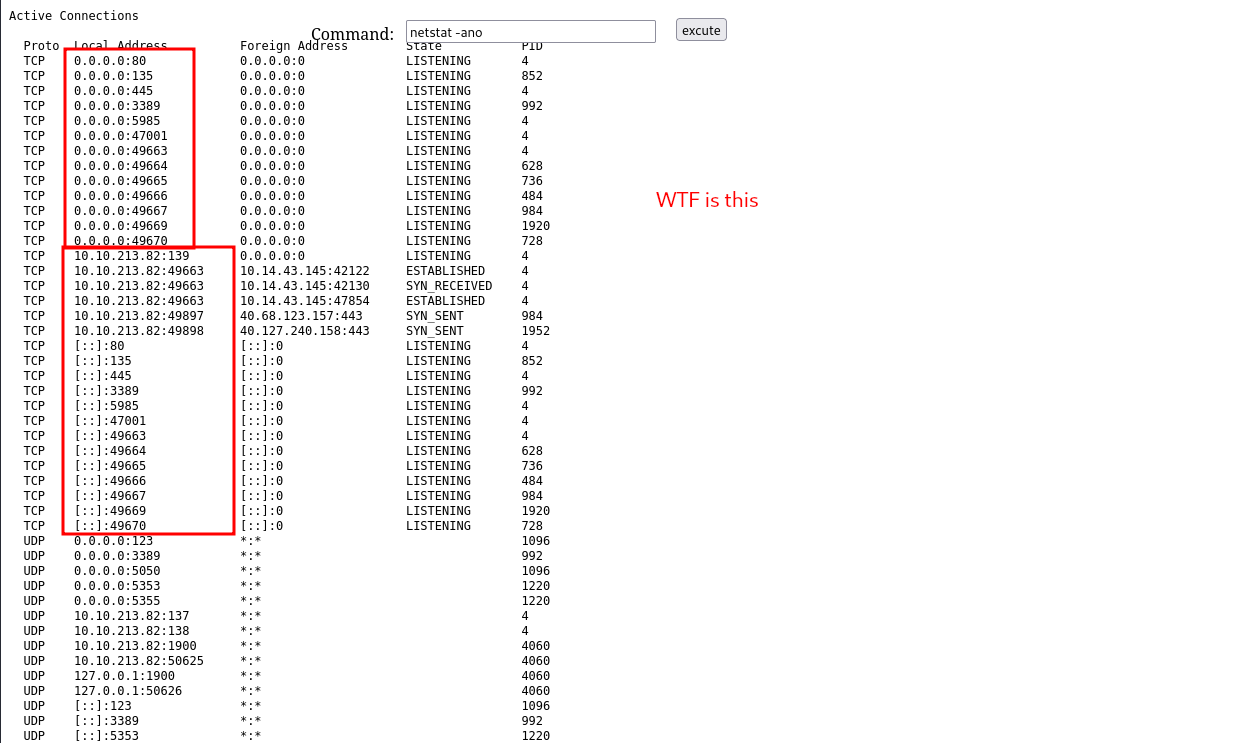 Active Connections
Command: netstat -ano excute
Proto Local Address Foreign Address State PID
TCP 0.0.0.0:80 0.0.0.0:0 LISTENING 4
TCP 0.0.0.0:135 0.0.0.0:0 LISTENING 852
TCP 0.0.0.0:445 0.0.0.0:0 LISTENING 4
TCP 0.0.0.0:3389 0.0.0.0:0 LISTENING 992
TCP 0.0.0.0:5985 0.0.0.0:0 LISTENING 4
TCP 0.0.0.0:47001 0.0.0.0:0 LISTENING 4
TCP 0.0.0.0:49663 0.0.0.0:0 LISTENING 4
TCP 0.0.0.0:49664 0.0.0.0:0 LISTENING 628
TCP 0.0.0.0:49665 0.0.0.0:0 LISTENING 736
TCP 0.0.0.0:49666 0.0.0.0:0 LISTENING 484
WTF is this
TCP 0.0.0.0:49667 0.0.0.0:0 LISTENING 984
TCP 0.0.0.0:49669 0.0.0.0:0 LISTENING 1920
TCP 0.0.0.0:49670 0.0.0.0:0 LISTENING 728
TCP 10.10.213.82:139 0.0.0.0:0 LISTENING 4
TCP 10.10.213.82:49663 10.14.43.145:42122 ESTABLISHED 4
TCP 10.10.213.82:49663 10.14.43.145:42130 SYN_RECEIVED 4
TCP 10.10.213.82:49663 10.14.43.145:47854 ESTABLISHED 4
TCP 10.10.213.82:49897 40.68.123.157:443 SYN_SENT 984
TCP 10.10.213.82:49898 40.127.240.158:443 SYN_SENT 1952
TCP [::]:80 [::]:0 LISTENING 4
TCP [::]:135 [::]:0 LISTENING 852
TCP [::]:445 [::]:0 LISTENING 4
TCP [::]:3389 [::]:0 LISTENING 992
TCP [::]:5985 [::]:0 LISTENING 4
TCP [::]:47001 [::]:0 LISTENING 4
TCP [::]:49663 [::]:0 LISTENING 4
TCP [::]:49664 [::]:0 LISTENING 628
TCP [::]:49665 [::]:0 LISTENING 736
TCP [::]:49666 [::]:0 LISTENING 484
TCP [::]:49667 [::]:0 LISTENING 984
TCP [::]:49669 [::]:0 LISTENING 1920
TCP [::]:49670 [::]:0 LISTENING 728
UDP 0.0.0.0:123 *:* 1096
UDP 0.0.0.0:3389 *:* 992
UDP 0.0.0.0:5050 *:* 1096
UDP 0.0.0.0:5353 *:* 1220
UDP 0.0.0.0:5355 *:* 1220
UDP 10.10.213.82:137 *:* 4
UDP 10.10.213.82:138 *:* 4
UDP 10.10.213.82:1900 *:* 4060
UDP 10.10.213.82:50625 *:* 4060
UDP 127.0.0.1:1900 *:* 4060
UDP 127.0.0.1:50626 *:* 4060
UDP [::]:123 *:* 1096
UDP [::]:3389 *:* 992
UDP [::]:5353 *:* 1220